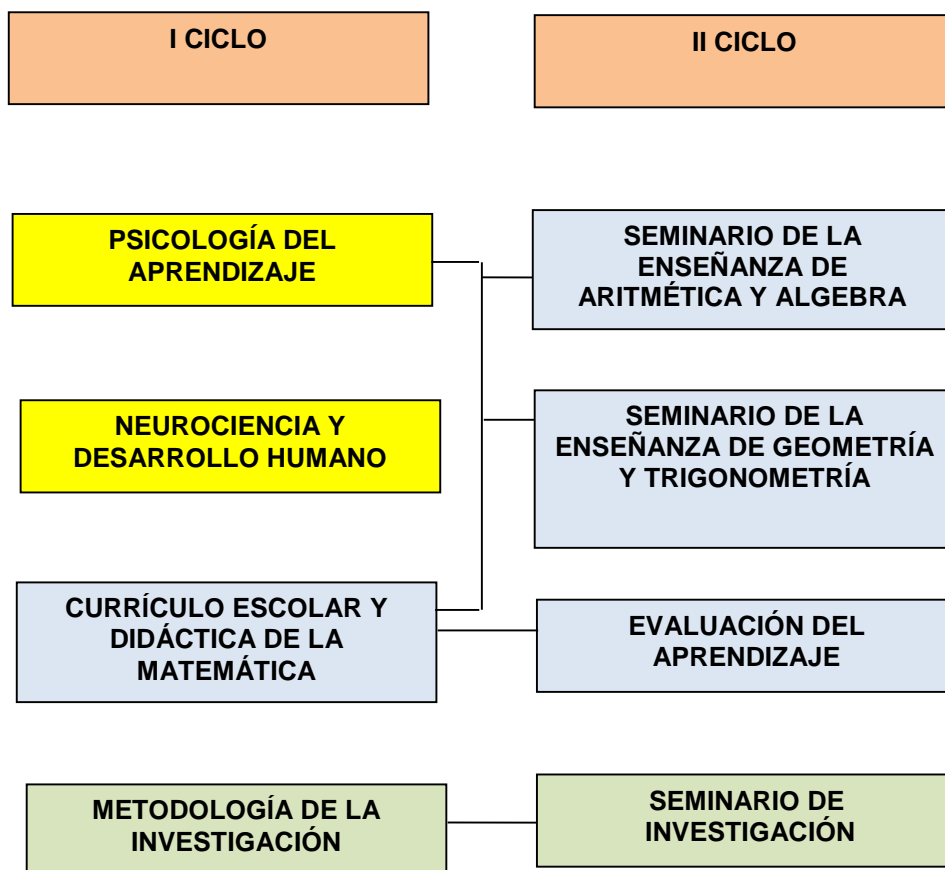 I CICLO
II CICLO
PSICOLOGÍA DEL
APRENDIZAJE
SEMINARIO DE LA
ENSEÑANZA DE
ARITMÉTICA Y ALGEBRA
NEUROCIENCIA Y
DESARROLLO HUMANO
SEMINARIO DE LA
ENSEÑANZA DE GEOMETRÍA
Y TRIGONOMETRÍA
CURRÍCULO ESCOLAR Y
DIDÁCTICA DE LA
MATEMÁTICA
EVALUACIÓN DEL
APRENDIZAJE
METODOLOGÍA DE LA
INVESTIGACIÓN
SEMINARIO DE
INVESTIGACIÓN